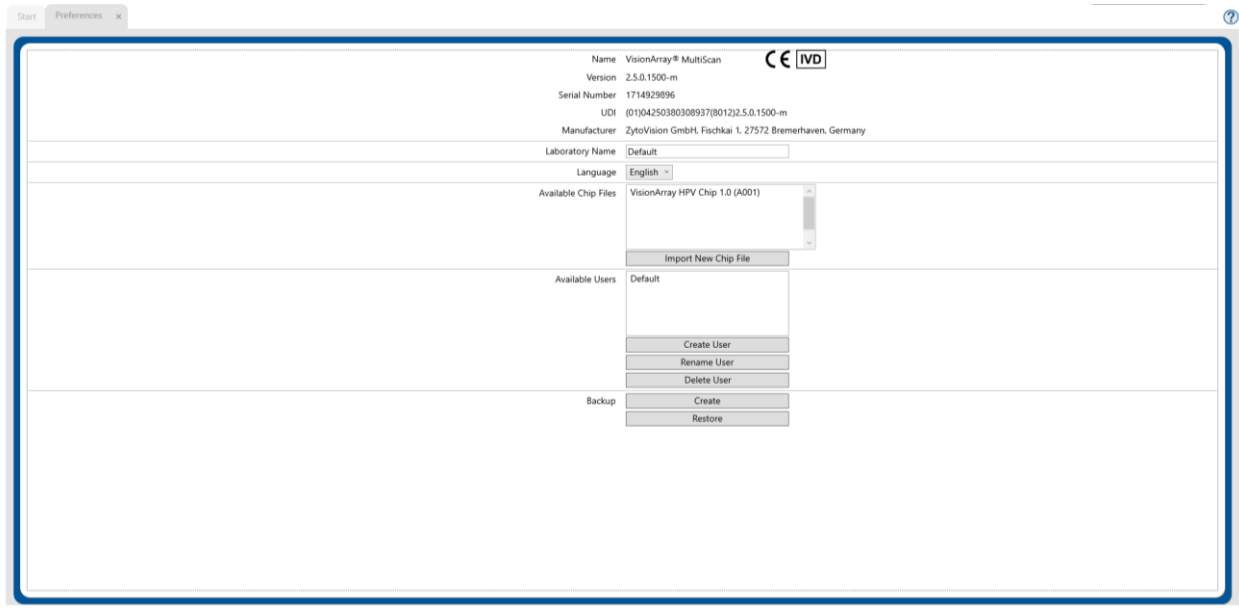 Start Preferences x
?
Name VisionArray® MultiScan CE IVD
Version 2.5.0.1500-m
Serial Number 1714929896
UDI (01)04250380308937(8012)2.5.0.1500-m
Manufacturer ZytoVision GmbH, Fischkai 1, 27572 Bremerhaven, Germany
Laboratory Name Default
Language English
Available Chip Files VisionArray HPV Chip 1.0 (A001)
Import New Chip File
Available Users Default
Create User
Rename User
Delete User
Backup Create
Restore